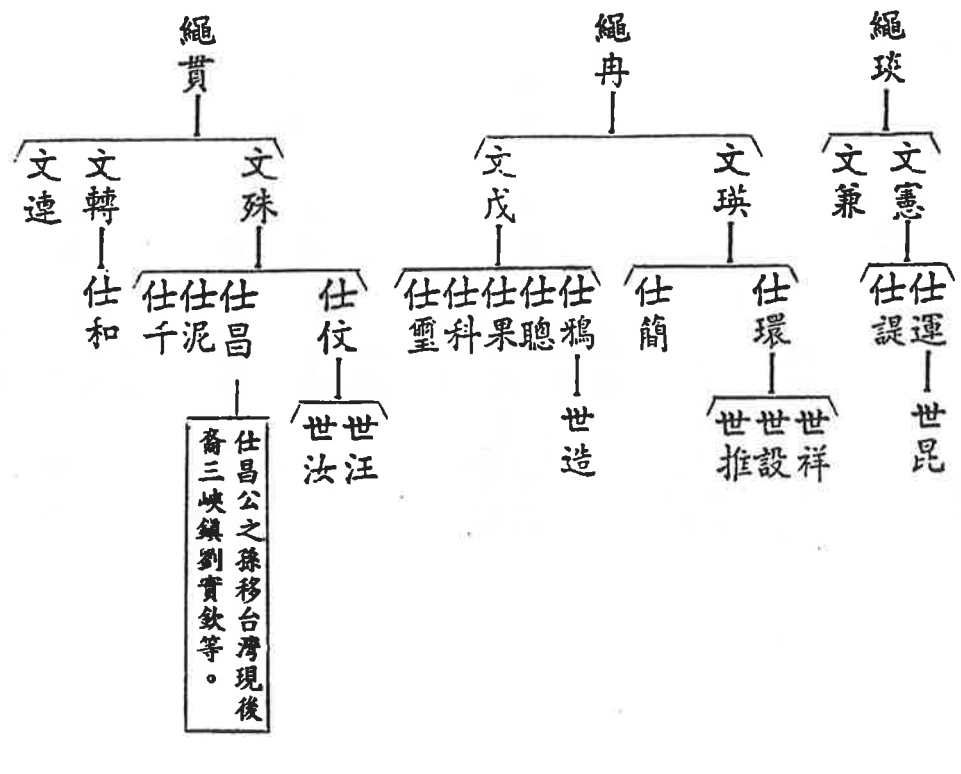 繩琰
繩冉
繩貫
文憲
文兼
文瑛
文戊
文殊
文轉
文連
仕運
仕諟
仕環
仕簡
仕鴉
仕聰
仕果
仕科
仕璽
仕伩
仕昌
仕泥
仕千
仕和
世昆
世祥
世設
世推
世造
世汪
世汝
仕昌公之孫移台灣現後
裔三峽鎮劉實欽等。